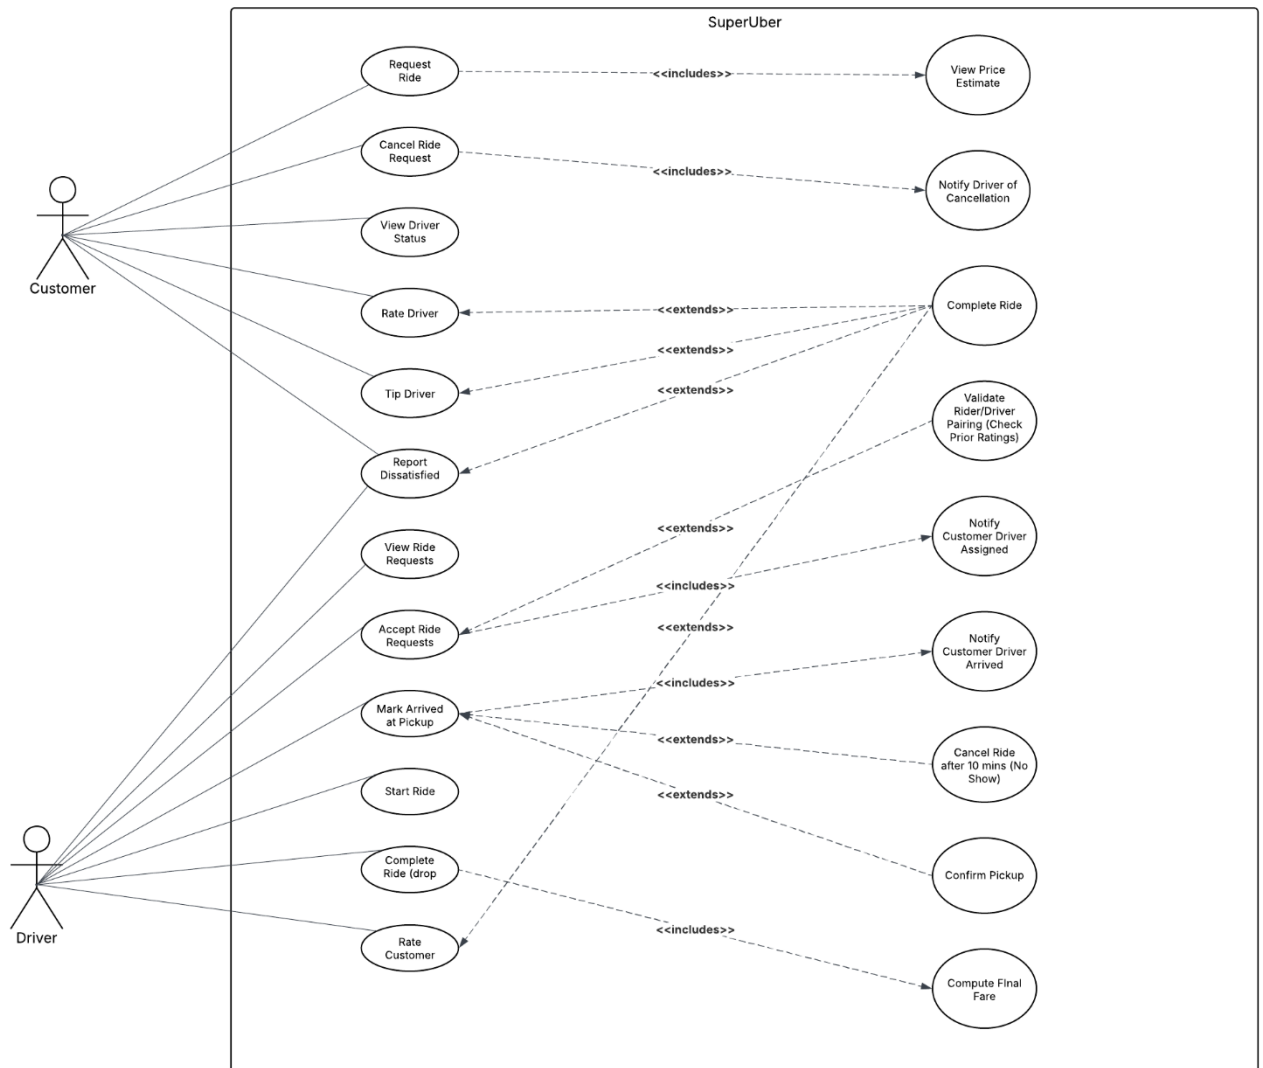 SuperUber
Request
Ride
<<includes>>
View Price
Estimate
Cancel Ride
Request
<<includes>>
Notify Driver of
Cancellation
View Driver
Status
Customer
Rate Driver
<<extends>>
Complete Ride
<<extends>>
Tip Driver
<<extends>>
Validate
Rider/Driver
Pairing (Check
Prior Ratings)
Report
Dissatisfied
<<extends>>
View Ride
Requests
Notify
Customer Driver
Assigned
<<includes>>
Accept Ride
Requests
<<extends>>
Notify
Customer Driver
Arrived
<<includes>>
Mark Arrived
at Pickup
<<extends>>
Cancel Ride
after 10 mins (No
Show)
Start Ride
<<extends>>
Complete
Ride (drop
Confirm Pickup
Driver
<<includes>>
Rate
Customer
Compute FInal
Fare